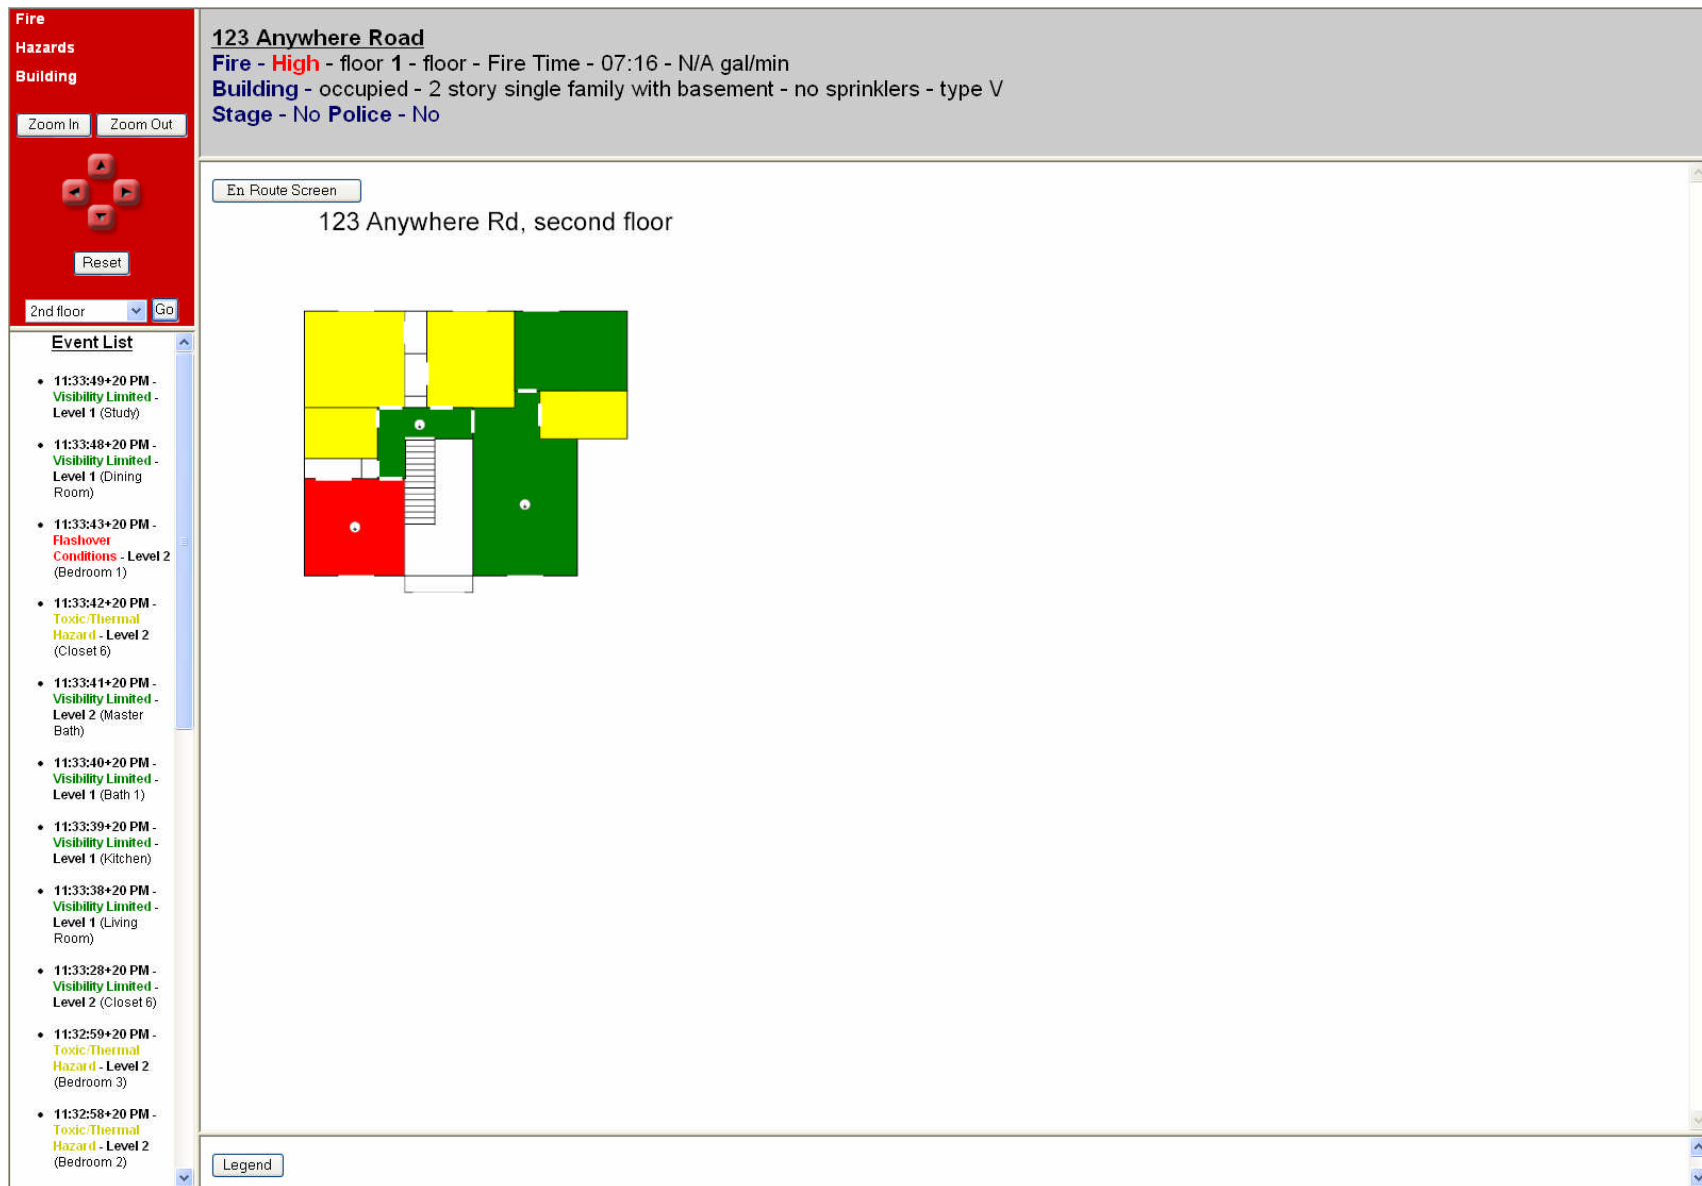 Fire
Hazards
Building
Zoom In Zoom Out
Reset
2nd floor Go
123 Anywhere Road
Fire - High - floor 1 - floor - Fire Time - 07:16 - N/A gal/min
Building - occupied - 2 story single family with basement - no sprinklers - type V
Stage - No Police - No
Event List
11:33:49+20 PM -
Visibility Limited -
Level 1 (Study)
11:33:48+20 PM -
Visibility Limited -
Level 1 (Dining
Room)
11:33:43+20 PM -
Flashover
Conditions - Level 2
(Bedroom 1)
11:33:42+20 PM -
Toxic/Thermal
Hazard - Level 2
(Closet 6)
11:33:41+20 PM -
Visibility Limited -
Level 2 (Master
Bath)
11:33:40+20 PM -
Visibility Limited -
Level 1 (Bath 1)
11:33:39+20 PM -
Visibility Limited -
Level 1 (Kitchen)
11:33:38+20 PM -
Visibility Limited -
Level 1 (Living
Room)
11:33:28+20 PM -
Visibility Limited -
Level 2 (Closet 6)
11:32:59+20 PM -
Toxic/Thermal
Hazard - Level 2
(Bedroom 3)
11:32:58+20 PM -
Toxic/Thermal
Hazard - Level 2
(Bedroom 2)
En Route Screen
123 Anywhere Rd, second floor
Legend